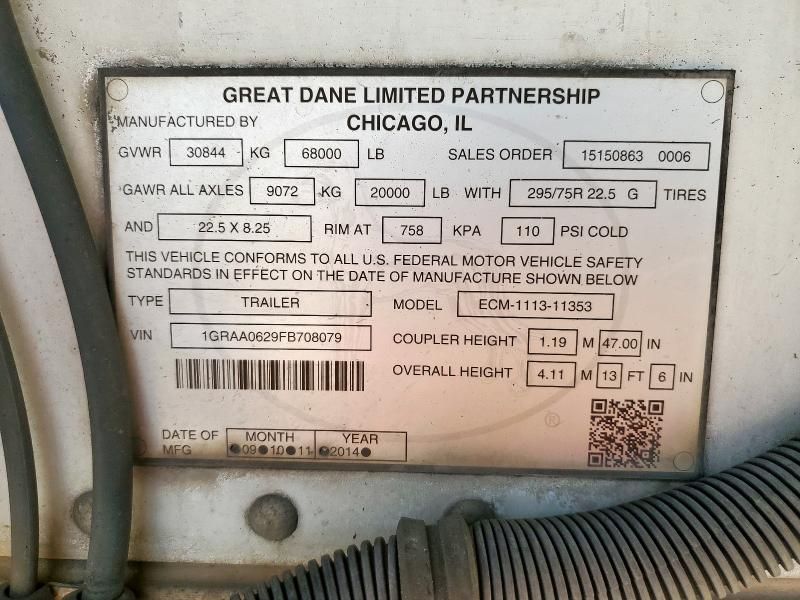 GREAT DANE LIMITED PARTNERSHIP
MANUFACTURED BY CHICAGO, IL
GVWR 30844 KG 68000 LB SALES ORDER 15150863 0006
GAWR ALL AXLES 9072 KG 20000 LB WITH 295/75R 22.5 G TIRES
AND 22.5 X 8.25 RIM AT 758 KPA 110 PSI COLD
THIS VEHICLE CONFORMS TO ALL U.S. FEDERAL MOTOR VEHICLE SAFETY
STANDARDS IN EFFECT ON THE DATE OF MANUFACTURE SHOWN BELOW
TYPE TRAILER MODEL ECM-1113-11353
VIN 1GRAA0629FB708079 COUPLER HEIGHT 1.19 M 47.00 IN
OVERALL HEIGHT 4.11 M 13 FT 6 IN
®
DATE OF MFG MONTH YEAR
09 10 11 2014